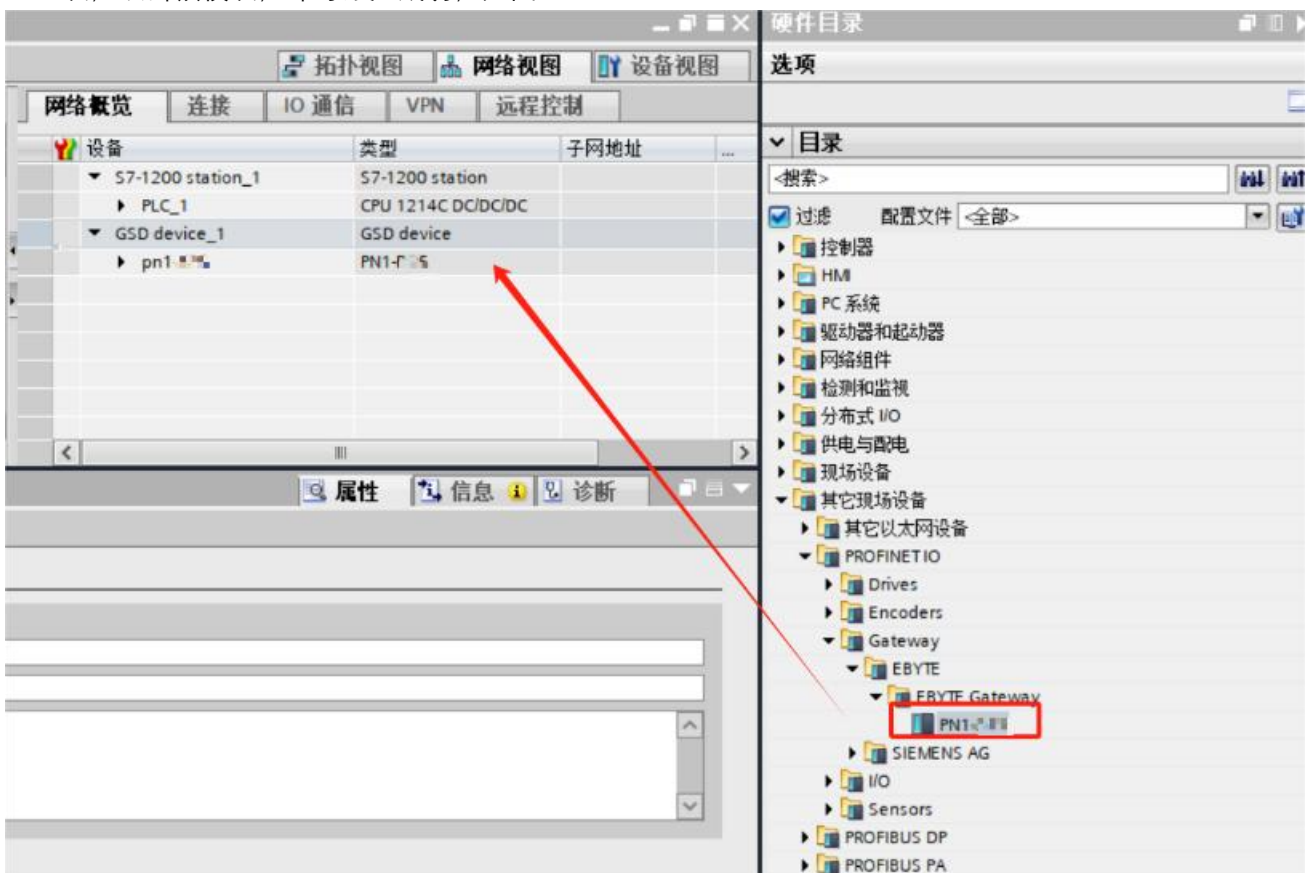 硬件目录
拓扑视图 网络视图 设备视图
选项
网络概览 连接 IO 通信 VPN 远程控制
设备 类型 子网地址 ...
目录
S7-1200 station_1 S7-1200 station
<搜索>
PLC_1 CPU 1214C DC/DC/DC
过滤 配置文件 <全部>
GSD device_1 GSD device
pn1- PN1-
控制器
HMI
PC 系统
驱动器和起动器
网络组件
检测和监视
分布式 I/O
供电与配电
现场设备
属性 信息 诊断
其它现场设备
其它以太网设备
PROFINET IO
Drives
Encoders
Gateway
EBYTE
EBYTE Gateway
PN1-
SIEMENS AG
I/O
Sensors
PROFIBUS DP
PROFIBUS PA